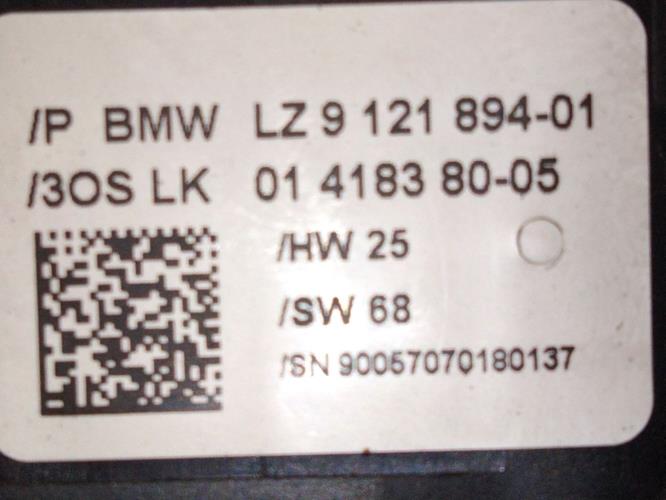 /P BMW LZ 9 121 894-01
/3OS LK 01 4183 80-05
/HW 25
/SW 68
/SN 90057070180137